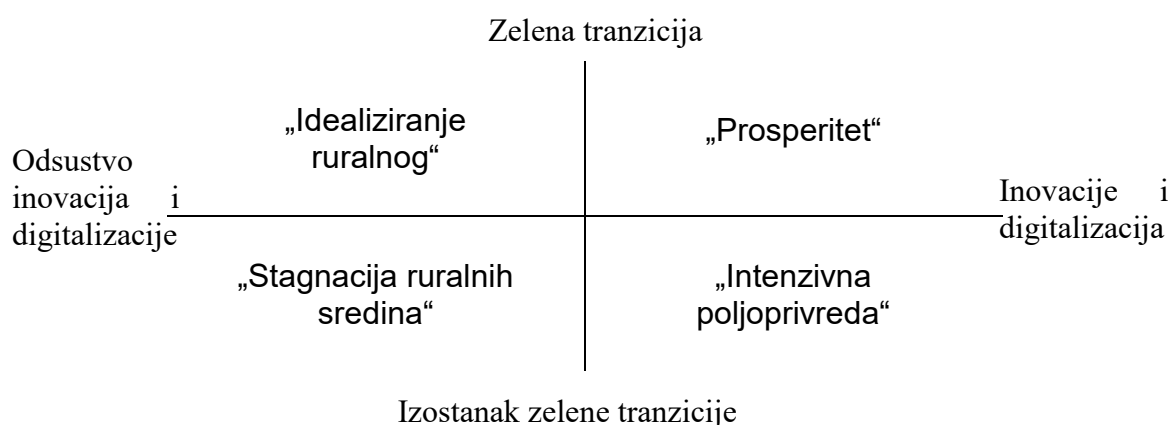 Zelena tranzicija
„Idealiziranje
ruralnog“
„Prosperitet“
Odsustvo
inovacija i
digitalizacije
Inovacije i
digitalizacija
„Stagnacija ruralnih
sredina“
„Intenzivna
poljoprivreda“
Izostanak zelene tranzicije